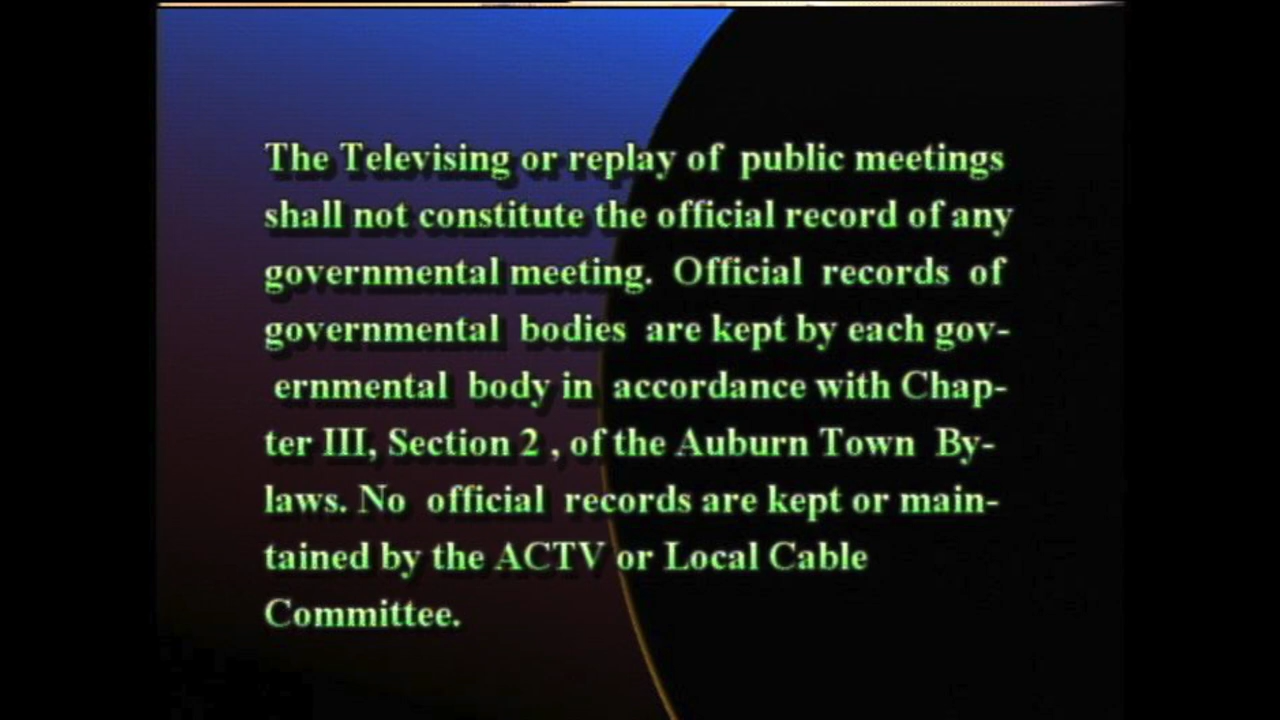 The Televising or replay of public meetings
shall not constitute the official record of any
governmental meeting. Official records of
governmental bodies are kept by each gov-
ernmental body in accordance with Chap-
ter III, Section 2 , of the Auburn Town By-
laws. No official records are kept or main-
tained by the ACTV or Local Cable
Committee.